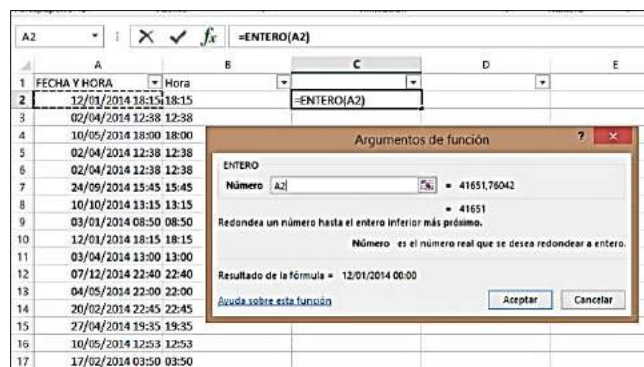 A2 fx =ENTERO(A2)
A B C D E
1 FECHA Y HORA Hora
2 12/01/2014 18:15 18:15 =ENTERO(A2)
3 02/04/2014 12:38 12:38
4 10/05/2014 18:00 18:00
5 02/04/2014 12:38 12:38
6 02/04/2014 12:38 12:38
7 24/09/2014 15:45 15:45
8 10/10/2014 13:15 13:15
9 03/01/2014 08:50 08:50
10 12/01/2014 18:15 18:15
11 03/04/2014 13:00 13:00
12 07/12/2014 22:40 22:40
13 04/05/2014 22:00 22:00
14 20/02/2014 22:45 22:45
15 27/04/2014 19:35 19:35
16 10/05/2014 12:53 12:53
17 17/02/2014 03:50 03:50
Argumentos de función ?
ENTERO
Número A2 = 41651,76042
= 41651
Redondea un número hasta el entero inferior más próximo.
Número es el número real que se desea redondear a entero.
Resultado de la fórmula = 12/01/2014 00:00
Ayuda sobre esta función Aceptar Cancelar